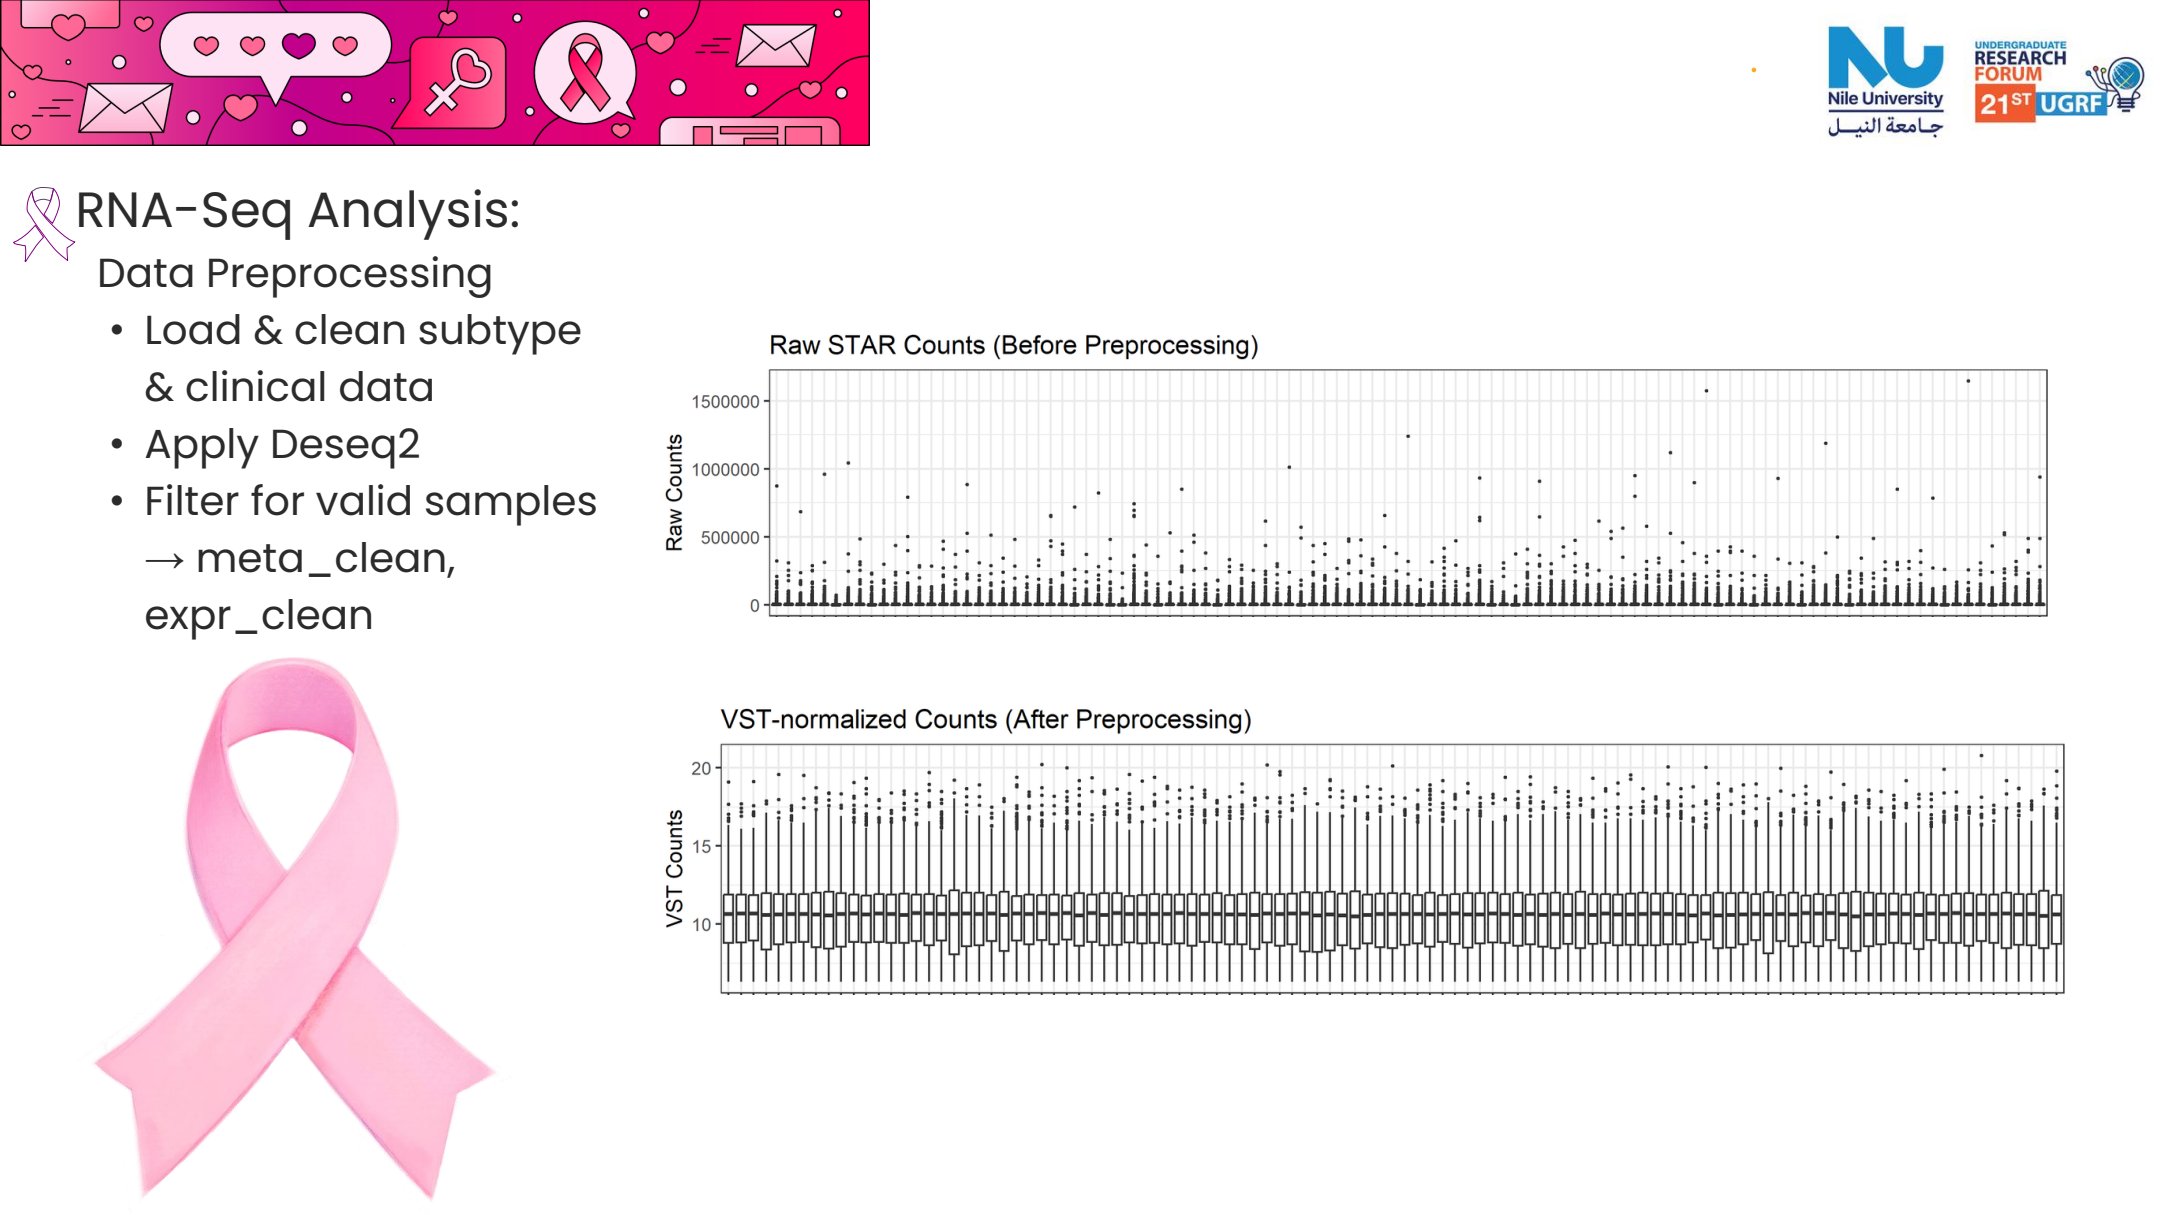 Nile University
جامعة النيل
UNDERGRADUATE
RESEARCH
FORUM
21ST UGRF
RNA-Seq Analysis:
Data Preprocessing
• Load & clean subtype
& clinical data
• Apply Deseq2
• Filter for valid samples
→ meta_clean,
expr_clean
Raw STAR Counts (Before Preprocessing)
Raw Counts
1500000
1000000
500000
0
VST-normalized Counts (After Preprocessing)
VST Counts
20
15
10